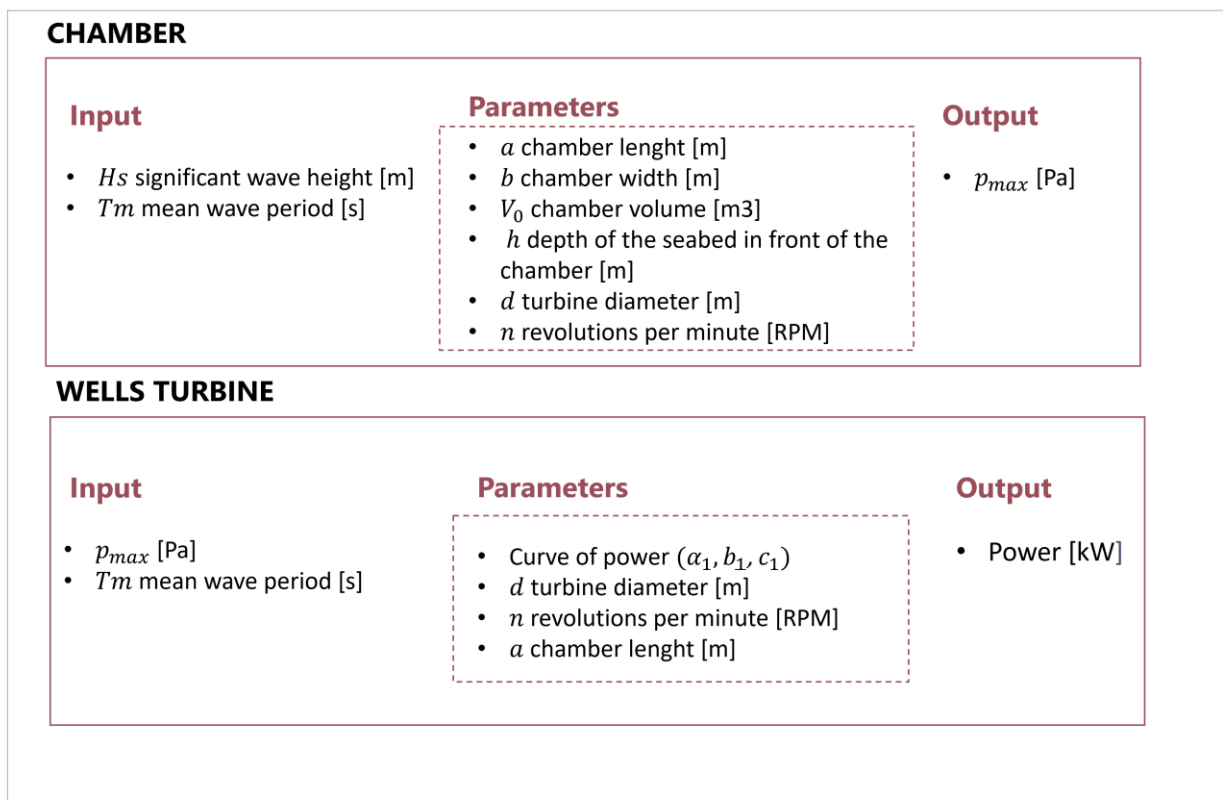 CHAMBER
Input
• Hs significant wave height [m]
• Tm mean wave period [s]
Parameters
• a chamber lenght [m]
• b chamber width [m]
• V₀ chamber volume [m3]
• h depth of the seabed in front of the
chamber [m]
• d turbine diameter [m]
• n revolutions per minute [RPM]
Output
• pₘₐₓ [Pa]
WELLS TURBINE
Input
• pₘₐₓ [Pa]
• Tm mean wave period [s]
Parameters
• Curve of power (α₁, b₁, c₁)
• d turbine diameter [m]
• n revolutions per minute [RPM]
• a chamber lenght [m]
Output
• Power [kW]